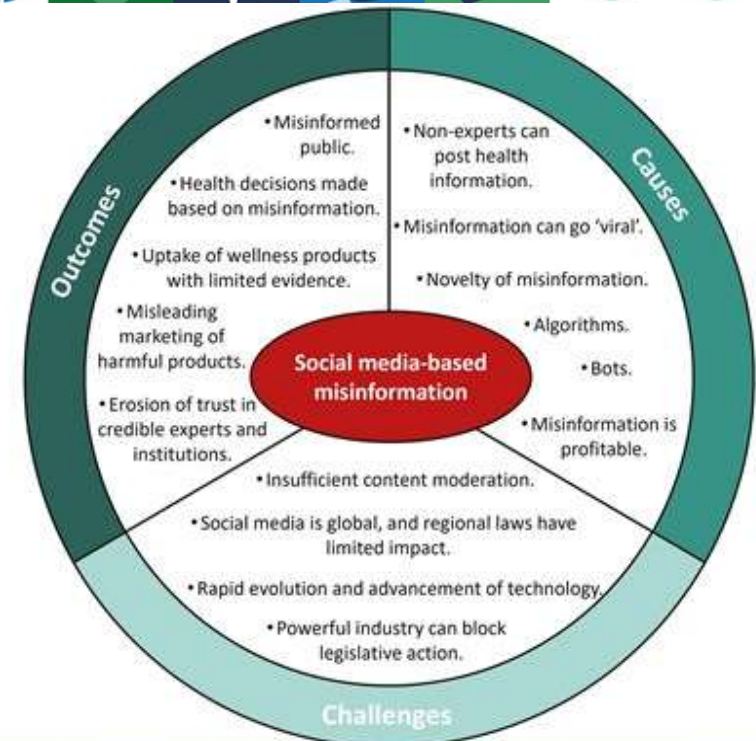 Outcomes
• Misinformed
public.
• Health decisions made
based on misinformation.
• Uptake of wellness products
with limited evidence.
• Misleading
marketing of
harmful products.
• Erosion of trust in
credible experts and
institutions.
Causes
• Non-experts can
post health
information.
• Misinformation can go ‘viral’.
• Novelty of misinformation.
• Algorithms.
• Bots.
• Misinformation is
profitable.
Social media-based
misinformation
• Insufficient content moderation.
• Social media is global, and regional laws have
limited impact.
• Rapid evolution and advancement of technology.
• Powerful industry can block
legislative action.
Challenges